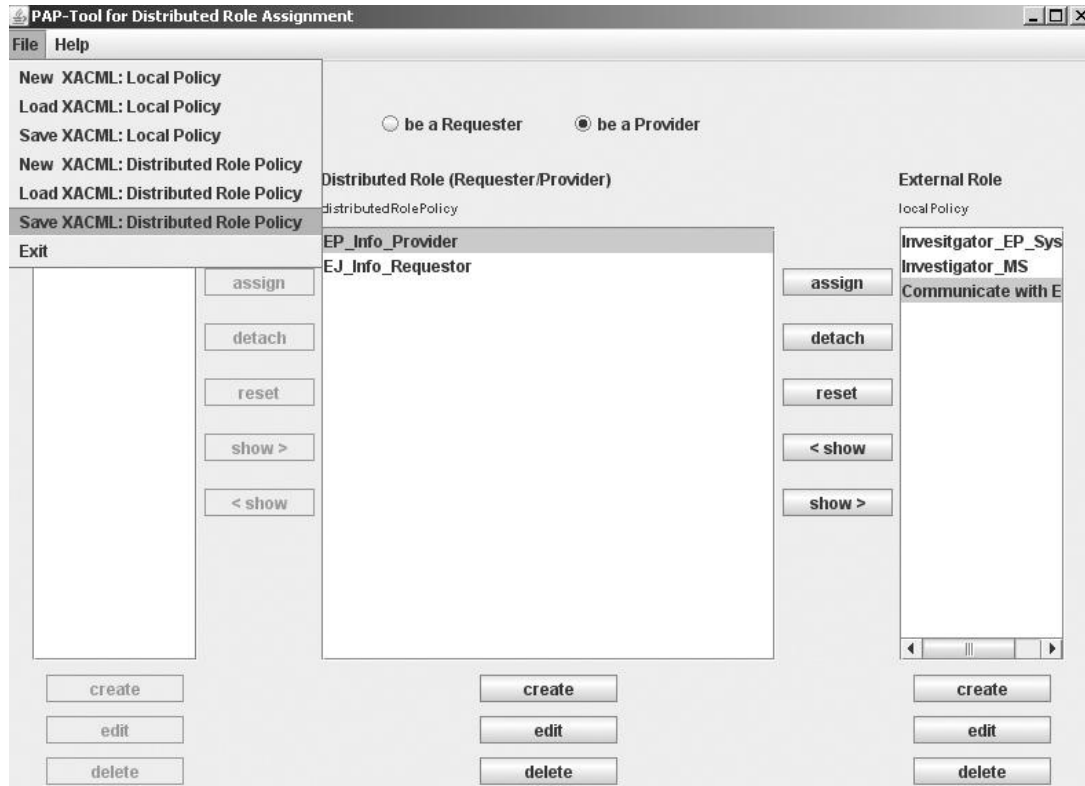 PAP-Tool for Distributed Role Assignment
File Help
New XACML: Local Policy
Load XACML: Local Policy
Save XACML: Local Policy
New XACML: Distributed Role Policy
Load XACML: Distributed Role Policy
Save XACML: Distributed Role Policy
Exit
be a Requester be a Provider
Distributed Role (Requester/Provider)
distributedRolePolicy
EP_Info_Provider
EJ_Info_Requestor
External Role
localPolicy
Invesitgator_EP_Sys
Investigator_MS
Communicate with E
assign
detach
reset
show >
< show
assign
detach
reset
< show
show >
create
edit
delete
create
edit
delete
create
edit
delete